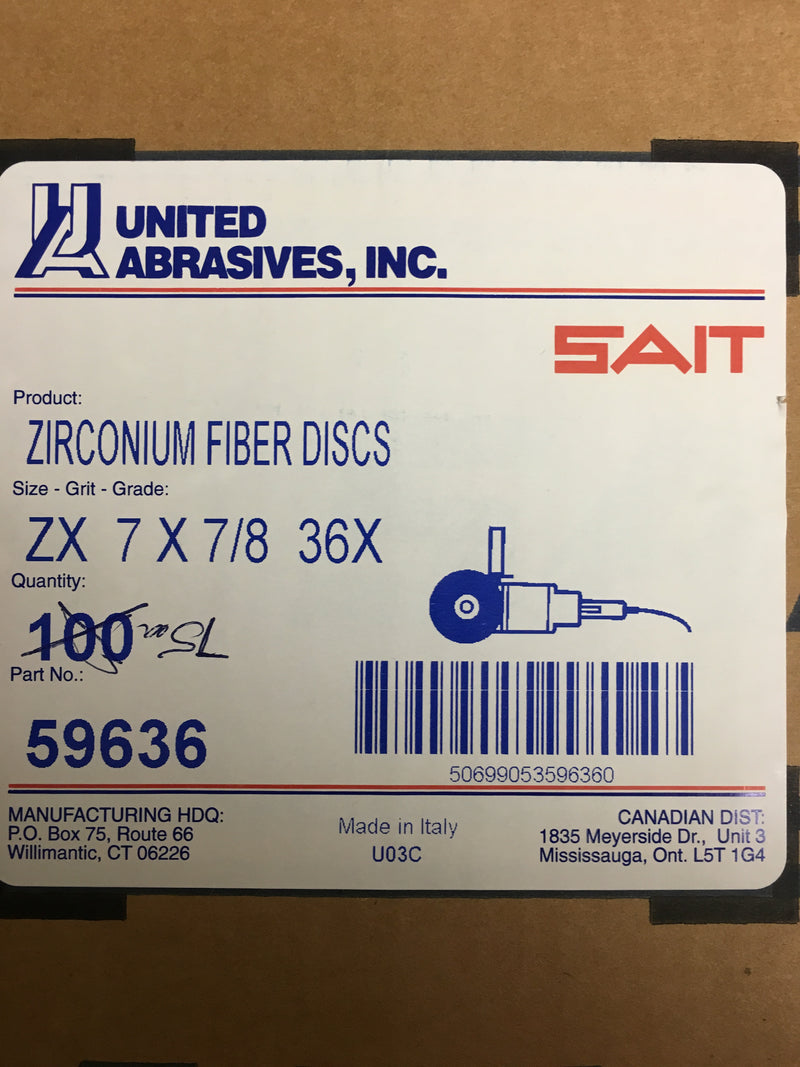 UNITED
ABRASIVES, INC.
SAIT
Product:
ZIRCONIUM FIBER DISCS
Size - Grit - Grade:
ZX 7 X 7/8 36X
Quantity:
100 75
Part No.:
59636
50699053596360
MANUFACTURING HDQ:
P.O. Box 75, Route 66
Willimantic, CT 06226
Made in Italy
U03C
CANADIAN DIST:
1835 Meyerside Dr., Unit 3
Mississauga, Ont. L5T 1G4